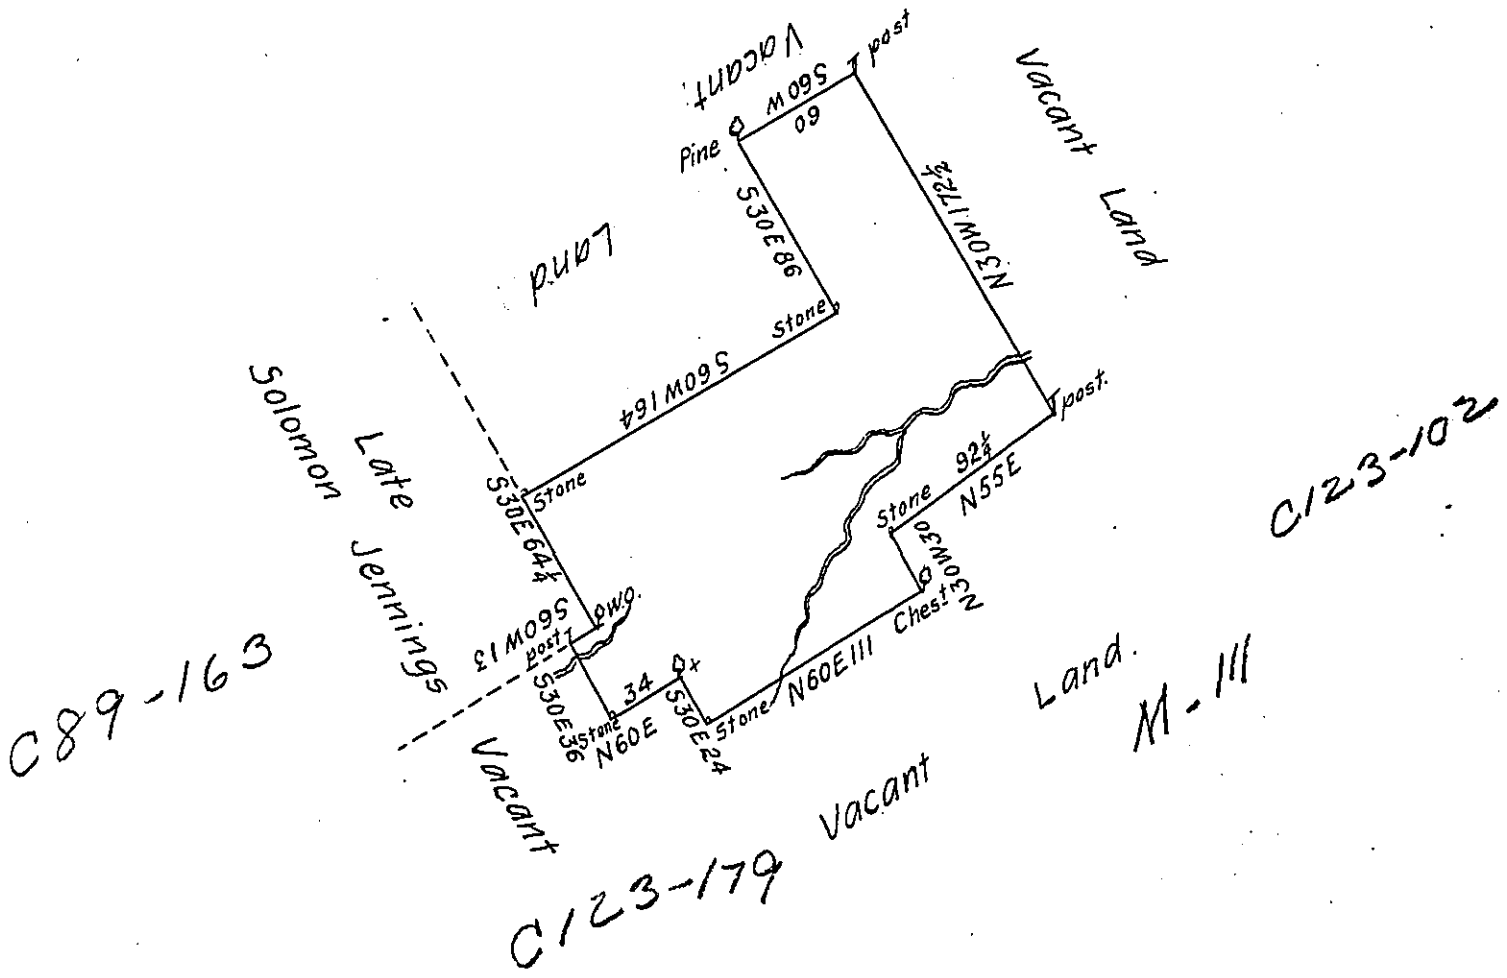 Vacant.
S60W
60
post
Pine
Vacant Land
S30E86
N30W172½
Land
Stone
S60W164
Solomon
Late
Jennings
Stone
S30E64¼
post.
92¼
N55E
Stone
N30W30
Chest
C123-102
S60W13
post
W.O.
x
34
N60E
Stone
S30E36
S30E24
Stone
N60E111
C89-163
Vacant
Vacant
Land.
M-111
C123-179